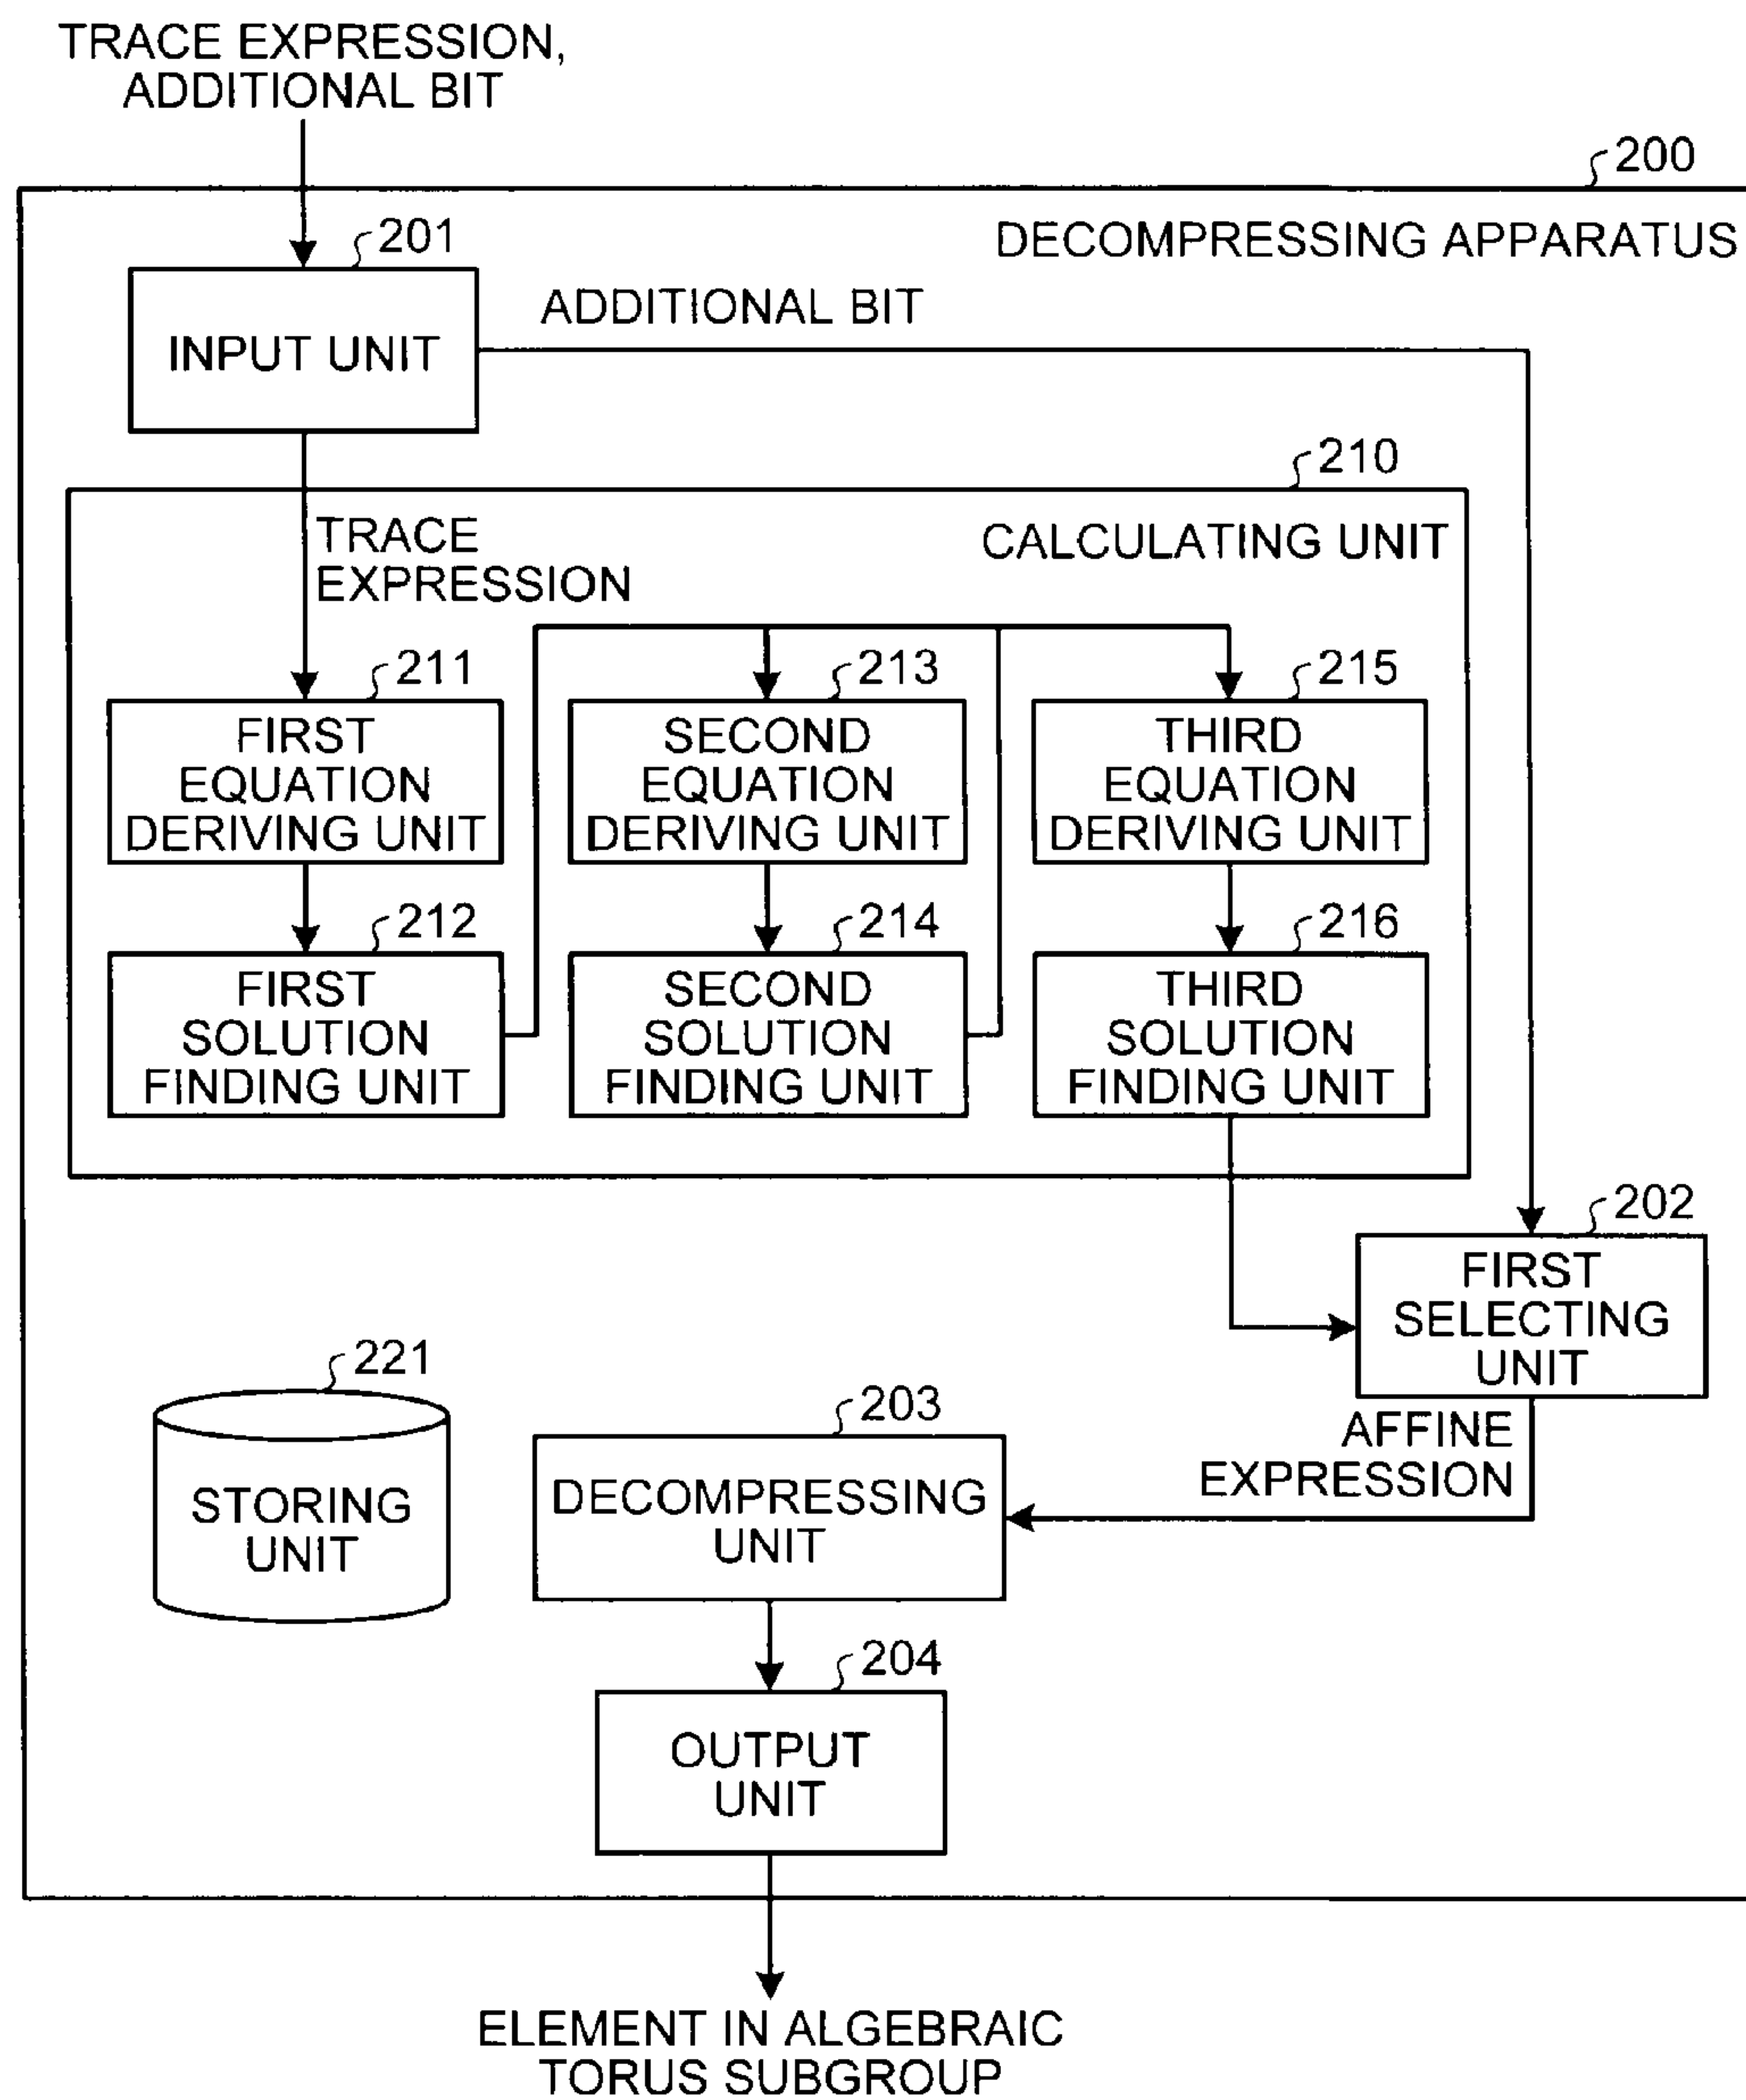 TRACE EXPRESSION,
ADDITIONAL BIT
200
DECOMPRESSING APPARATUS
201
INPUT UNIT
ADDITIONAL BIT
210
CALCULATING UNIT
TRACE
EXPRESSION
211
FIRST
EQUATION
DERIVING UNIT
213
SECOND
EQUATION
DERIVING UNIT
215
THIRD
EQUATION
DERIVING UNIT
212
FIRST
SOLUTION
FINDING UNIT
214
SECOND
SOLUTION
FINDING UNIT
216
THIRD
SOLUTION
FINDING UNIT
202
FIRST
SELECTING
UNIT
AFFINE
EXPRESSION
221
STORING
UNIT
203
DECOMPRESSING
UNIT
204
OUTPUT
UNIT
ELEMENT IN ALGEBRAIC
TORUS SUBGROUP